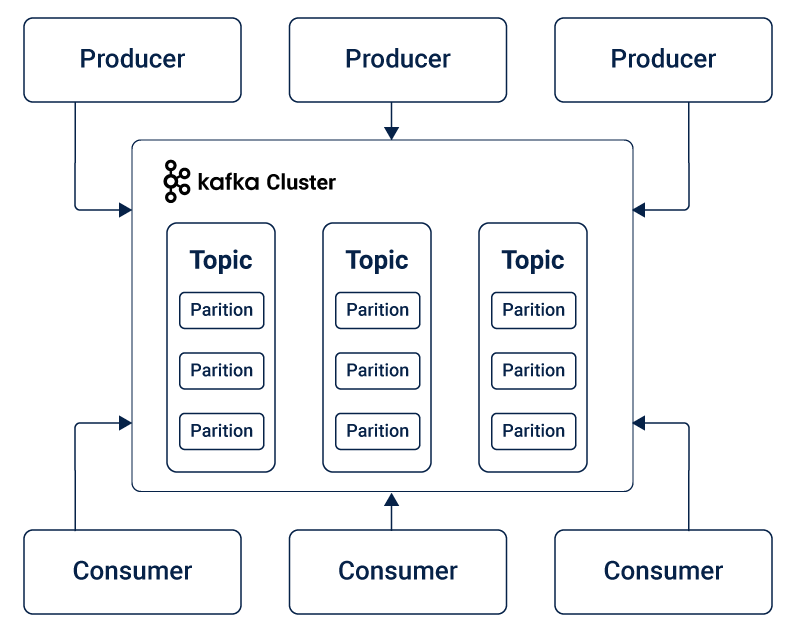 Producer
Producer
Producer
kafka Cluster
Topic
Topic
Topic
Parition
Parition
Parition
Parition
Parition
Parition
Parition
Parition
Parition
Consumer
Consumer
Consumer